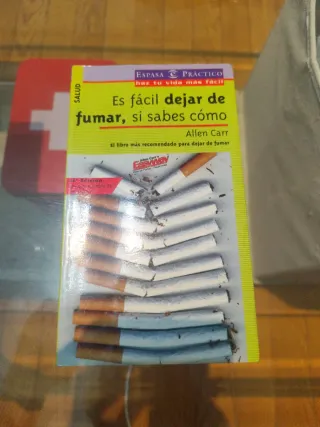 ESPASA PRÁCTICO
haz tu vida más fácil
SALUD
Es fácil dejar de
fumar, si sabes cómo
Allen Carr
El libro más recomendado para dejar de fumar